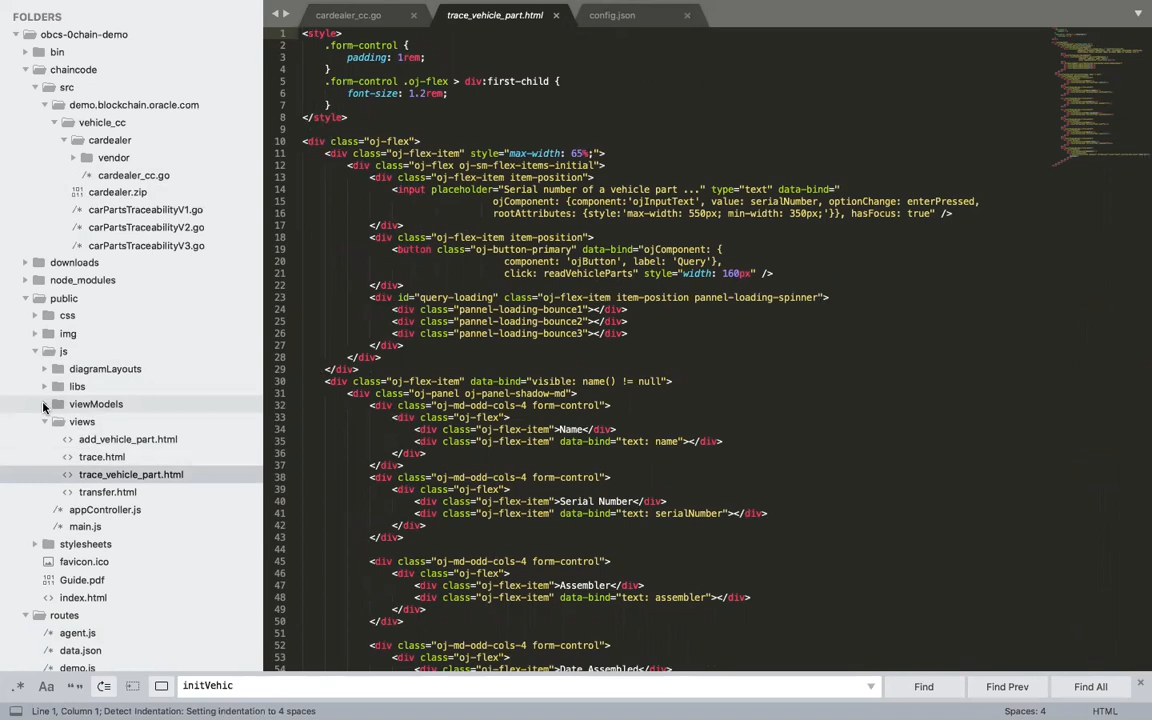 FOLDERS
obcs-0chain-demo
bin
chaincode
src
demo.blockchain.oracle.com
vehicle_cc
cardealer
vendor
cardealer_cc.go
cardealer.zip
carPartsTraceabilityV1.go
carPartsTraceabilityV2.go
carPartsTraceabilityV3.go
downloads
node_modules
public
css
img
js
diagramLayouts
libs
viewModels
views
add_vehicle_part.html
trace.html
trace_vehicle_part.html
transfer.html
appController.js
main.js
stylesheets
favicon.ico
Guide.pdf
index.html
routes
agent.js
data.json
demo.js
cardealer_cc.go × trace_vehicle_part.html × config.json ×
1 <style>
2 .form-control {
3 padding: 1rem;
4 }
5 .form-control .oj-flex > div:first-child {
6 font-size: 1.2rem;
7 }
8 </style>
9
10 <div class="oj-flex">
11 <div class="oj-flex-item" style="max-width: 65%;">
12 <div class="oj-flex oj-sm-flex-items-initial">
13 <div class="oj-flex-item item-position">
14 <input placeholder="Serial number of a vehicle part ..." type="text" data-bind="
15 ojComponent: {component:'ojInputText', value: serialNumber, optionChange: enterPressed,
16 rootAttributes: {style:'max-width: 550px; min-width: 350px;'}}, hasFocus: true" />
17 </div>
18 <div class="oj-flex-item item-position">
19 <button class="oj-button-primary" data-bind="ojComponent: {
20 component: 'ojButton', label: 'Query'},
21 click: readVehicleParts" style="width: 160px" />
22 </div>
23 <div id="query-loading" class="oj-flex-item item-position pannel-loading-spinner">
24 <div class="pannel-loading-bounce1"></div>
25 <div class="pannel-loading-bounce2"></div>
26 <div class="pannel-loading-bounce3"></div>
27 </div>
28 </div>
29 </div>
30 <div class="oj-flex-item" data-bind="visible: name() != null">
31 <div class="oj-panel oj-panel-shadow-md">
32 <div class="oj-md-odd-cols-4 form-control">
33 <div class="oj-flex">
34 <div class="oj-flex-item">Name</div>
35 <div class="oj-flex-item" data-bind="text: name"></div>
36 </div>
37 </div>
38 <div class="oj-md-odd-cols-4 form-control">
39 <div class="oj-flex">
40 <div class="oj-flex-item">Serial Number</div>
41 <div class="oj-flex-item" data-bind="text: serialNumber"></div>
42 </div>
43 </div>
44
45 <div class="oj-md-odd-cols-4 form-control">
46 <div class="oj-flex">
47 <div class="oj-flex-item">Assembler</div>
48 <div class="oj-flex-item" data-bind="text: assembler"></div>
49 </div>
50 </div>
51
52 <div class="oj-md-odd-cols-4 form-control">
53 <div class="oj-flex">
54 <div class="oj-flex-item">Date Assembled</div>
.* Aa “” initVehic Find Find Prev Find All
Line 1, Column 1; Detect Indentation: Setting indentation to 4 spaces Spaces: 4 HTML